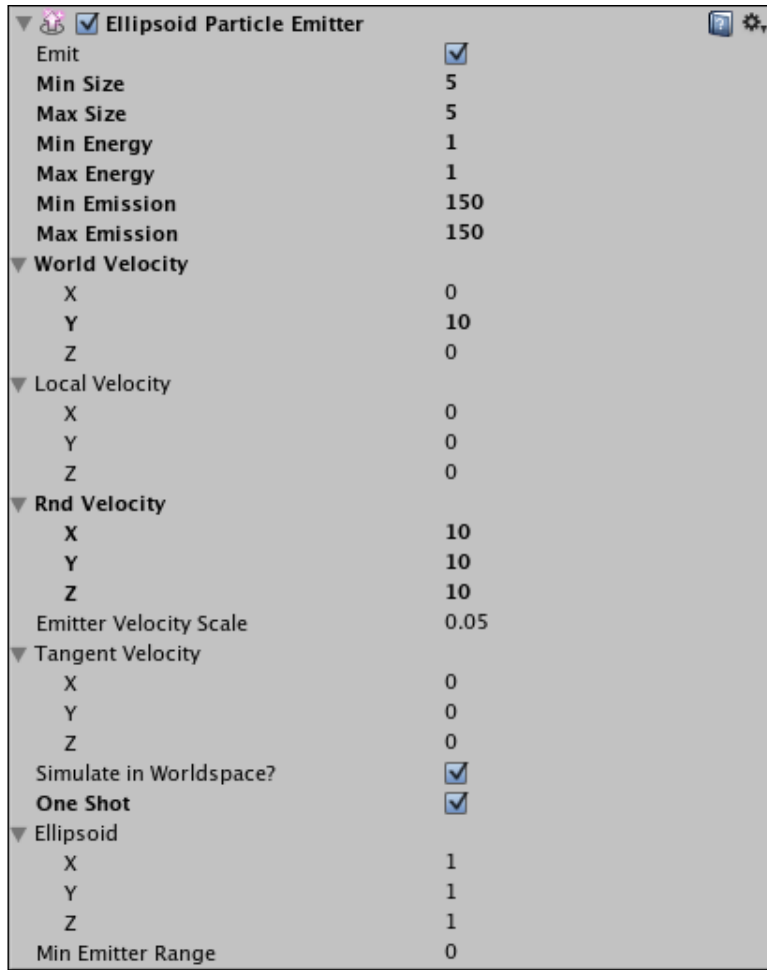 Ellipsoid Particle Emitter
Emit
Min Size 5
Max Size 5
Min Energy 1
Max Energy 1
Min Emission 150
Max Emission 150
World Velocity
X 0
Y 10
Z 0
Local Velocity
X 0
Y 0
Z 0
Rnd Velocity
X 10
Y 10
Z 10
Emitter Velocity Scale 0.05
Tangent Velocity
X 0
Y 0
Z 0
Simulate in Worldspace?
One Shot
Ellipsoid
X 1
Y 1
Z 1
Min Emitter Range 0